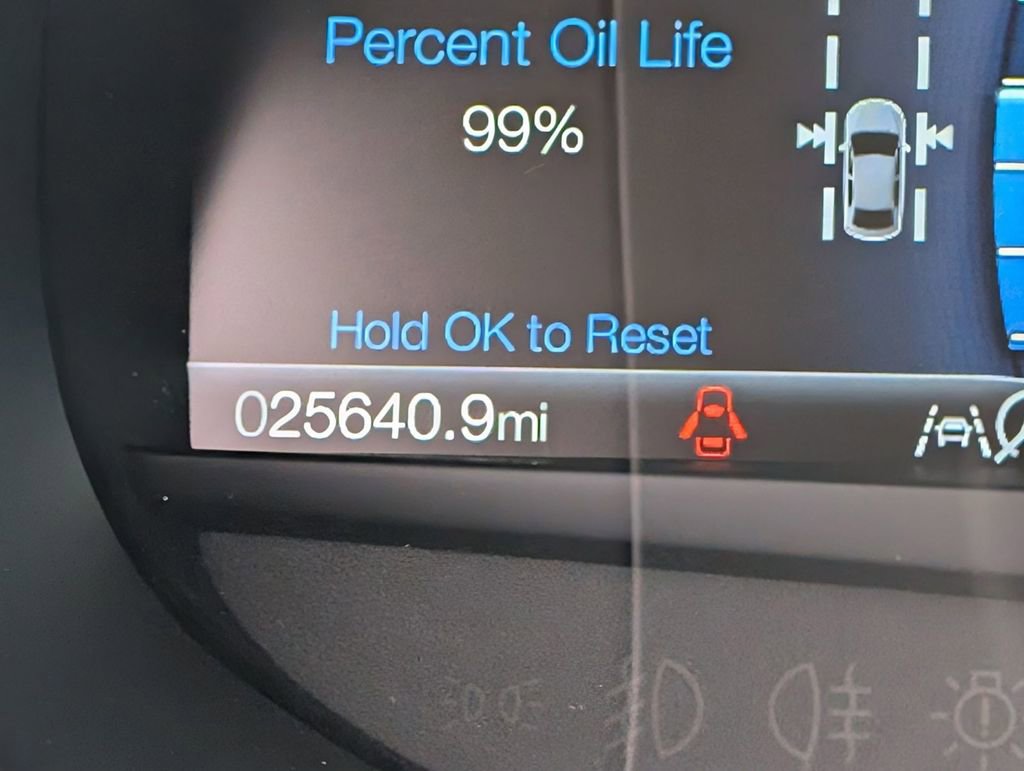 Percent Oil Life
99%
Hold OK to Reset
025640.9mi